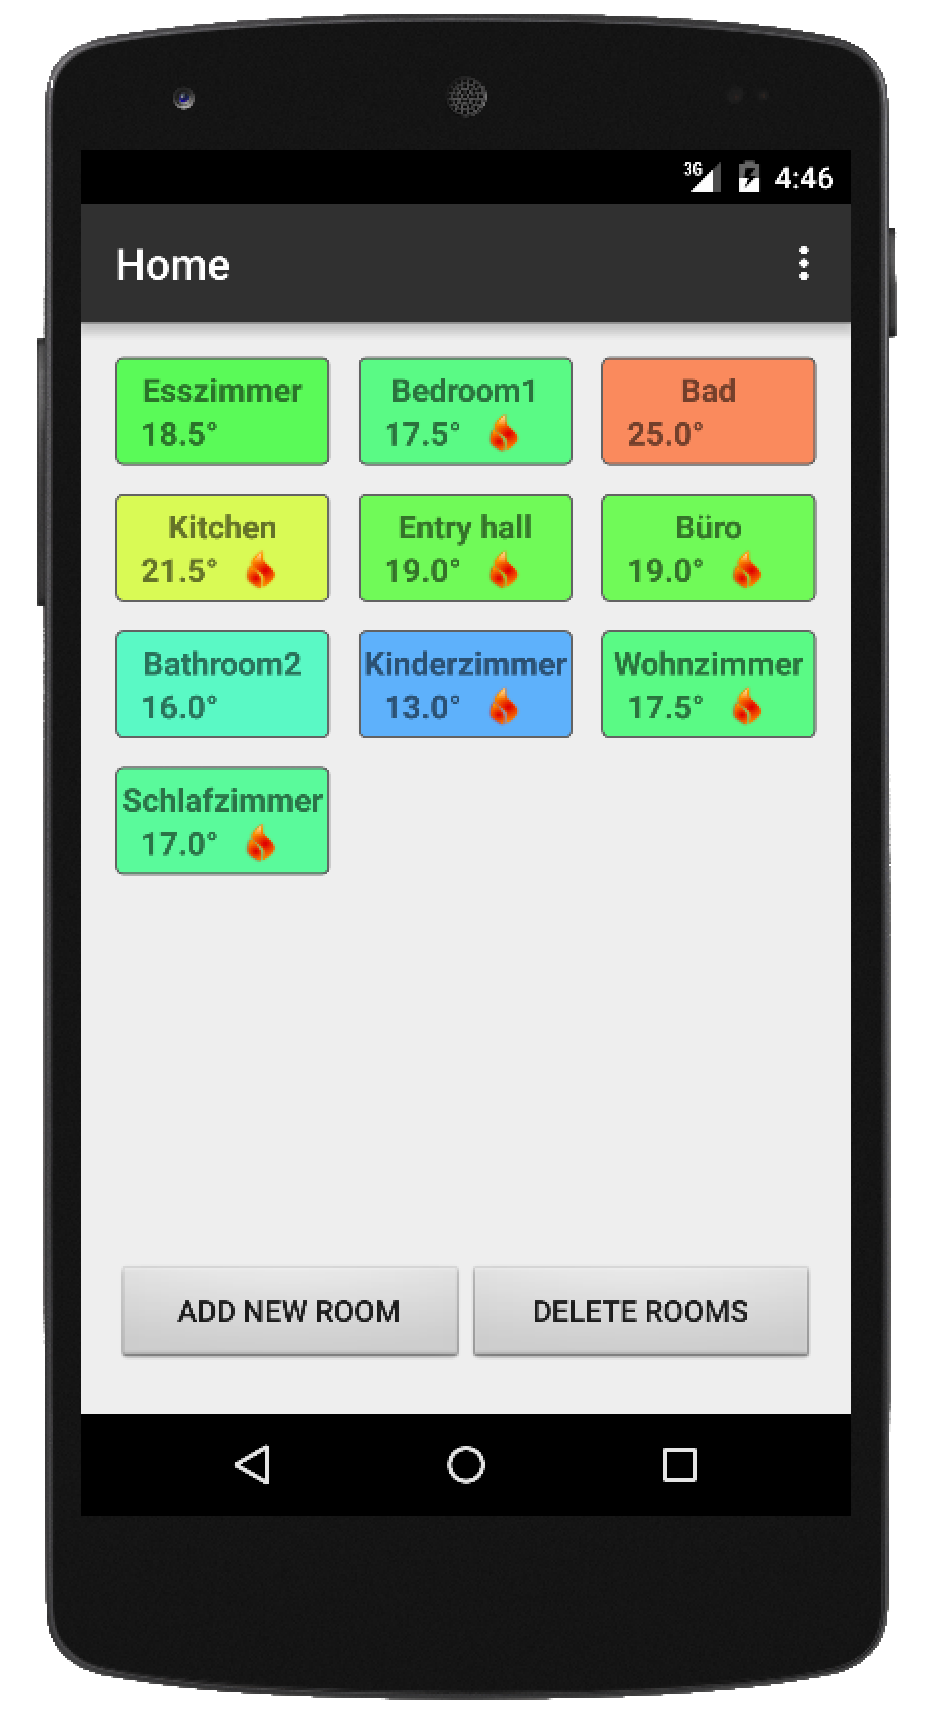 3G 4:46
Home
Esszimmer
18.5°
Bedroom1
17.5°
Bad
25.0°
Kitchen
21.5°
Entry hall
19.0°
Büro
19.0°
Bathroom2
16.0°
Kinderzimmer
13.0°
Wohnzimmer
17.5°
Schlafzimmer
17.0°
ADD NEW ROOM
DELETE ROOMS